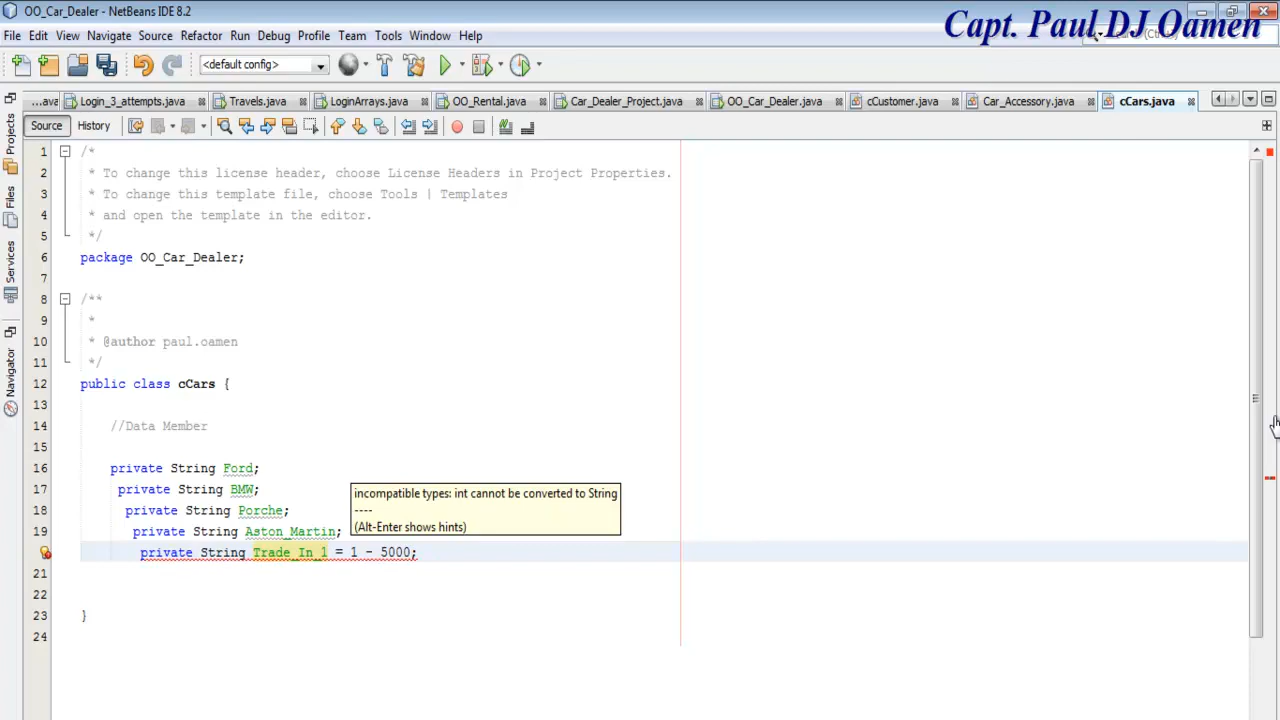 OO_Car_Dealer - NetBeans IDE 8.2
Capt. Paul DJ Oamen
File Edit View Navigate Source Refactor Run Debug Profile Team Tools Window Help
<default config>
...ava Login_3_attempts.java Travels.java LoginArrays.java OO_Rental.java Car_Dealer_Project.java OO_Car_Dealer.java cCustomer.java Car_Accessory.java cCars.java
Source History
Projects
Files
Services
Navigator
1 /*
2 * To change this license header, choose License Headers in Project Properties.
3 * To change this template file, choose Tools | Templates
4 * and open the template in the editor.
5 */
6 package OO_Car_Dealer;
7
8 /**
9 *
10 * @author paul.oamen
11 */
12 public class cCars {
13
14 //Data Member
15
16 private String Ford;
17 private String BMW;
18 private String Porche;
19 private String Aston_Martin;
private String Trade_In_1 = 1 - 5000;
21
22
23 }
24
incompatible types: int cannot be converted to String
----
(Alt-Enter shows hints)